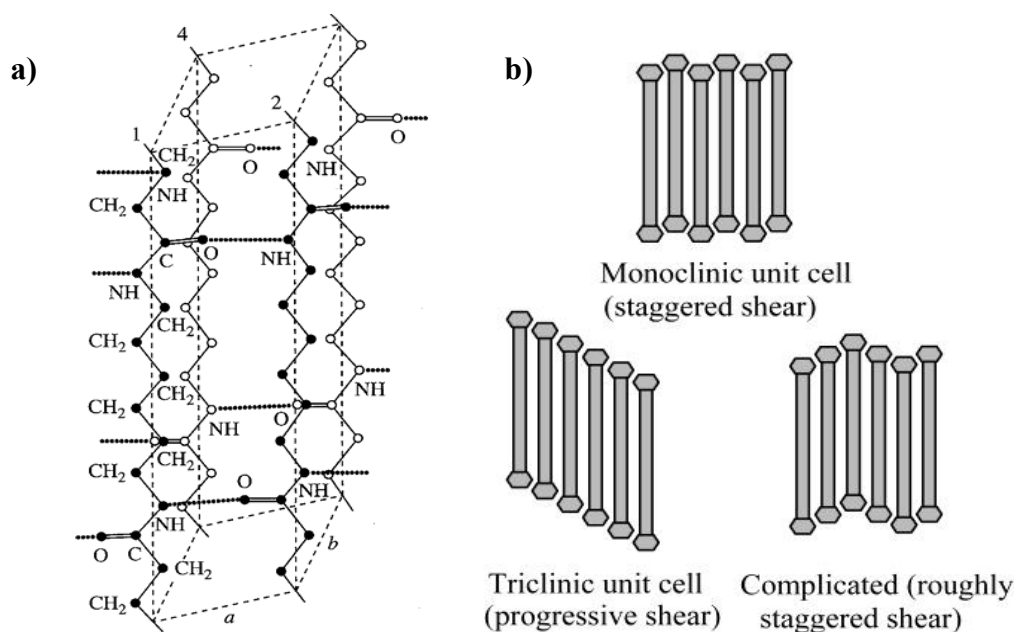 a)
4
1
2
CH2
O
O
NH
NH
CH2
C
O
NH
NH
CH2
CH2
CH2
CH2
CH2
NH
NH
O
CH2
CH2
O
NH
NH
O
C
b
CH2
CH2
a
b)
Monoclinic unit cell
(staggered shear)
Triclinic unit cell
(progressive shear)
Complicated (roughly
staggered shear)